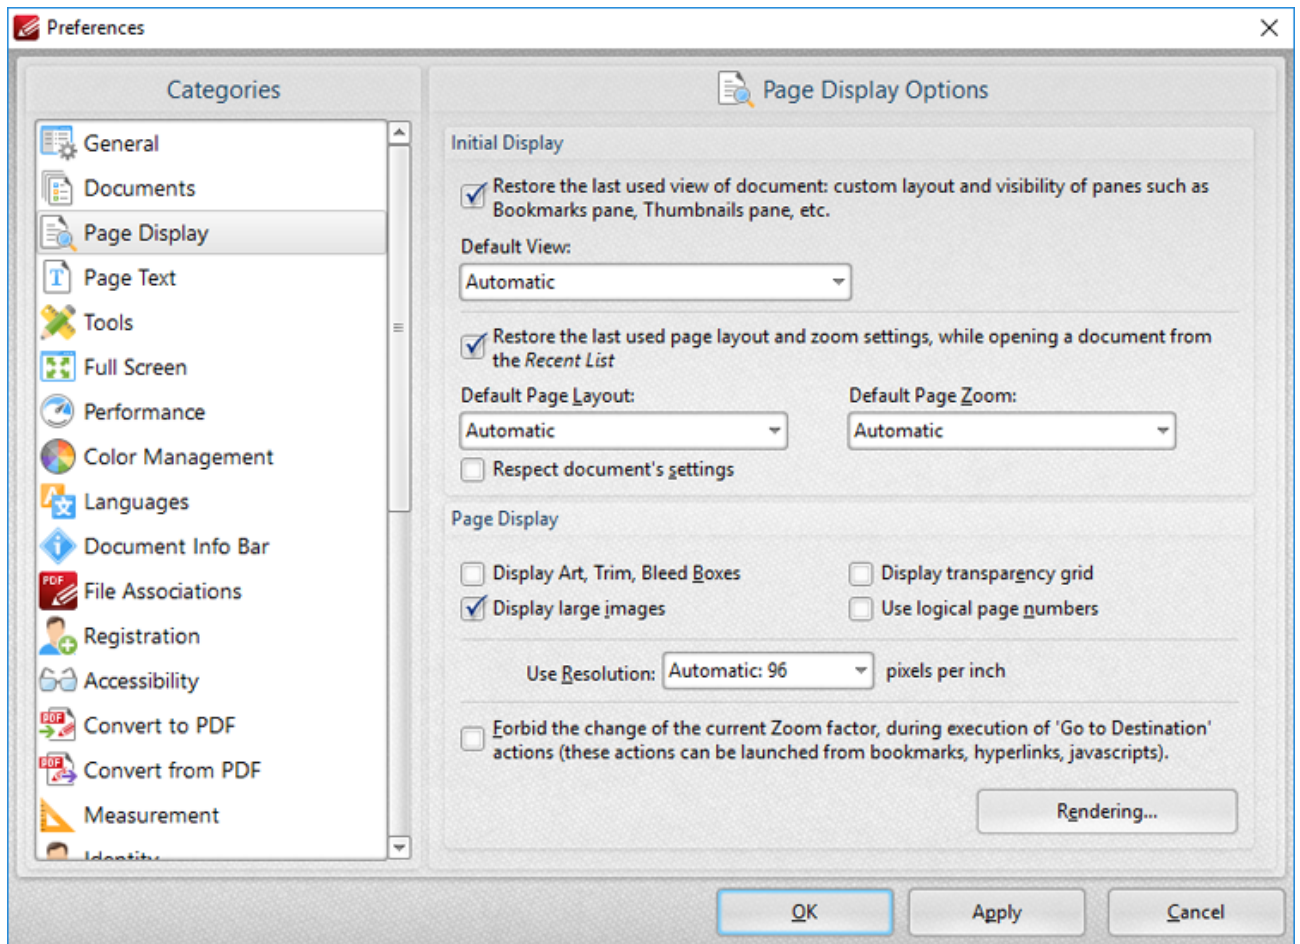 Preferences
Categories
General
Documents
Page Display
Page Text
Tools
Full Screen
Performance
Color Management
Languages
Document Info Bar
File Associations
Registration
Accessibility
Convert to PDF
Convert from PDF
Measurement
Identity
Page Display Options
Initial Display
Restore the last used view of document: custom layout and visibility of panes such as
Bookmarks pane, Thumbnails pane, etc.
Default View:
Automatic
Restore the last used page layout and zoom settings, while opening a document from
the Recent List
Default Page Layout:
Default Page Zoom:
Automatic
Automatic
Respect document's settings
Page Display
Display Art, Trim, Bleed Boxes
Display transparency grid
Display large images
Use logical page numbers
Use Resolution: Automatic: 96 pixels per inch
Forbid the change of the current Zoom factor, during execution of 'Go to Destination'
actions (these actions can be launched from bookmarks, hyperlinks, javascripts).
Rendering...
OK
Apply
Cancel